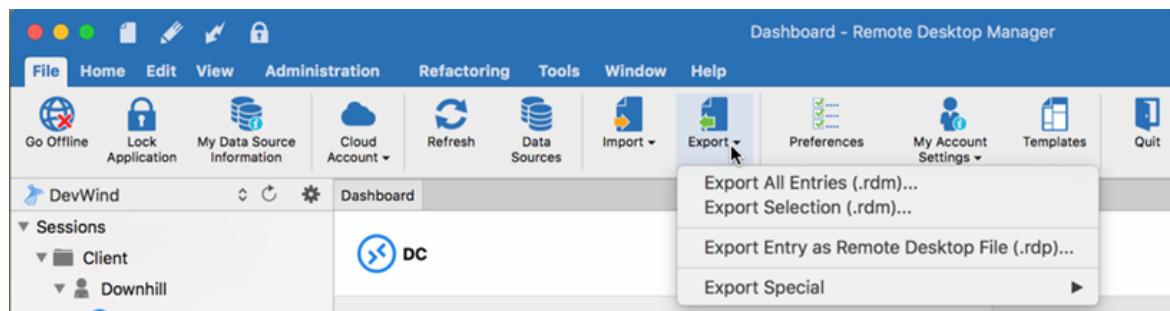 Dashboard - Remote Desktop Manager
File Home Edit View Administration Refactoring Tools Window Help
Go Offline
Lock Application
My Data Source Information
Cloud Account
Refresh
Data Sources
Import
Export
Preferences
My Account Settings
Templates
Quit
DevWind
Dashboard
Export All Entries (.rdm)...
Export Selection (.rdm)...
Export Entry as Remote Desktop File (.rdp)...
Export Special
Sessions
Client
Downhill
DC